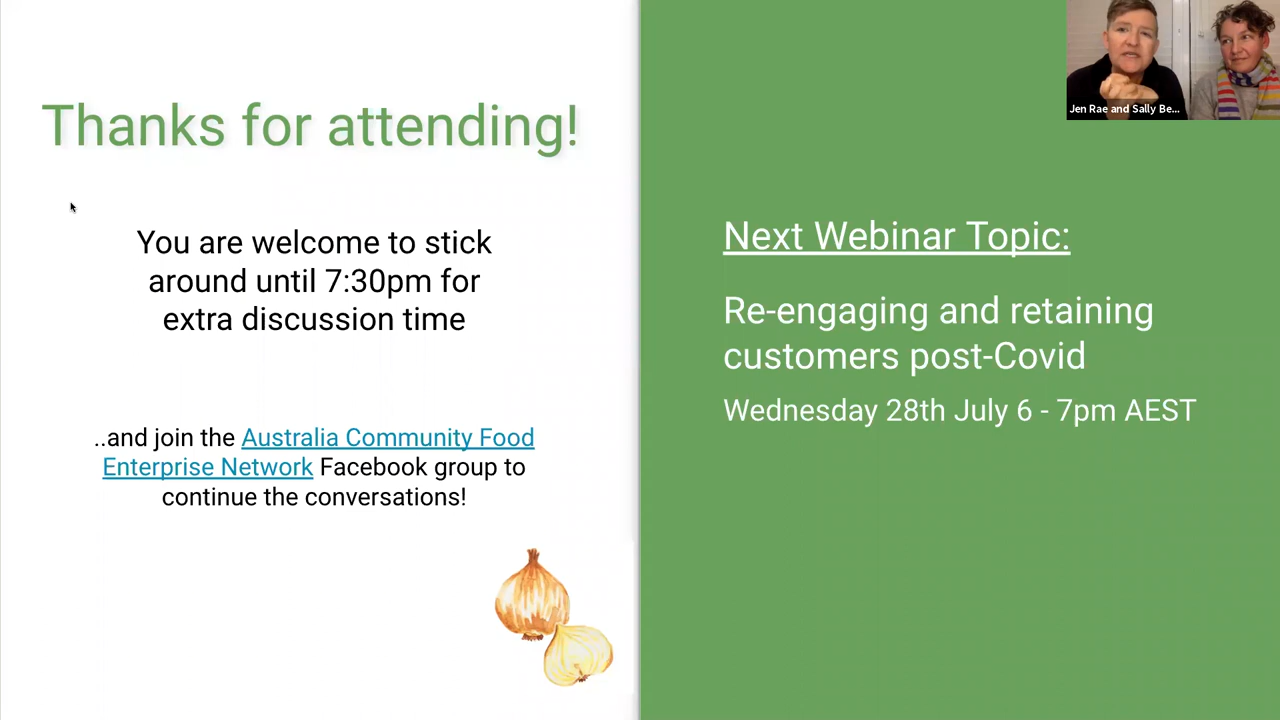 Thanks for attending!
You are welcome to stick
around until 7:30pm for
extra discussion time
..and join the Australia Community Food
Enterprise Network Facebook group to
continue the conversations!
Next Webinar Topic:
Re-engaging and retaining
customers post-Covid
Wednesday 28th July 6 - 7pm AEST
Jen Rae and Sally Be...